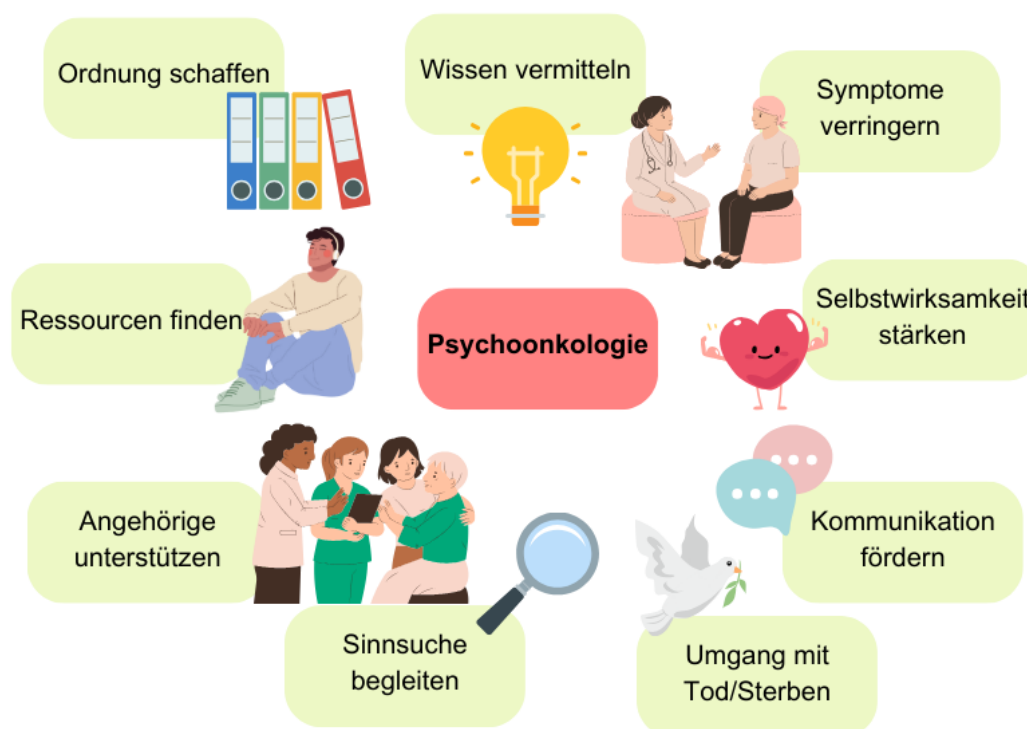 Ordnung schaffen
Wissen vermitteln
Symptome
verringern
Ressourcen finden
Psychoonkologie
Selbstwirksamkeit
stärken
Angehörige
unterstützen
Kommunikation
fördern
Sinnsuche
begleiten
Umgang mit
Tod/Sterben